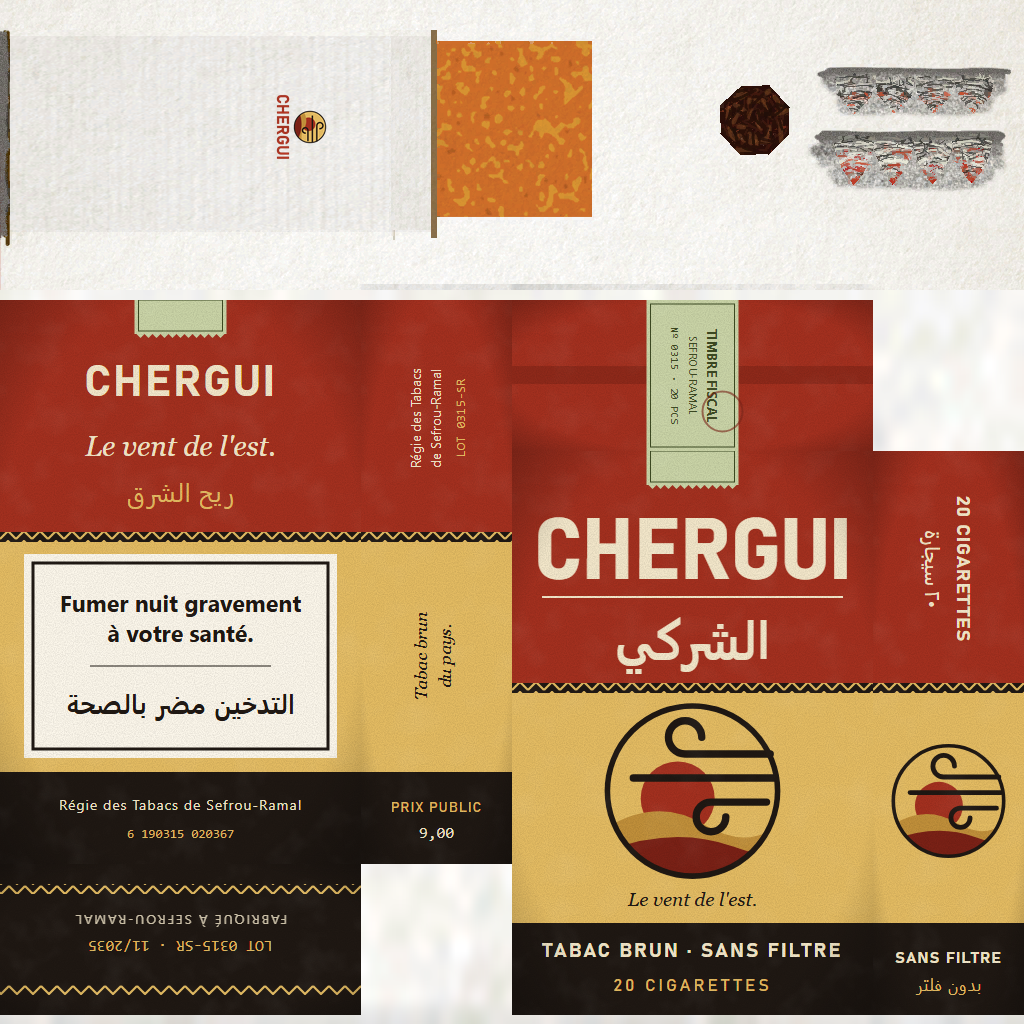 CHERGUI
CHERGUI
Le vent de l'est.
ريح الشرق
Régie des Tabacs
de Sefrou-Ramal
LOT 0315-SR
TIMBRE FISCAL
SEFROU-RAMAL
Nº 0315 · 20 PCS
CHERGUI
الشركي
20 CIGARETTES
٢٠ سيجارة
Fumer nuit gravement
à votre santé.
التدخين مضر بالصحة
Tabac brun
du pays.
Régie des Tabacs de Sefrou-Ramal
6 190315 020367
PRIX PUBLIC
9,00
Le vent de l'est.
FABRIQUÉ À SEFROU-RAMAL
LOT 0315-SR · 11/2035
TABAC BRUN · SANS FILTRE
20 CIGARETTES
SANS FILTRE
بدون فلتر